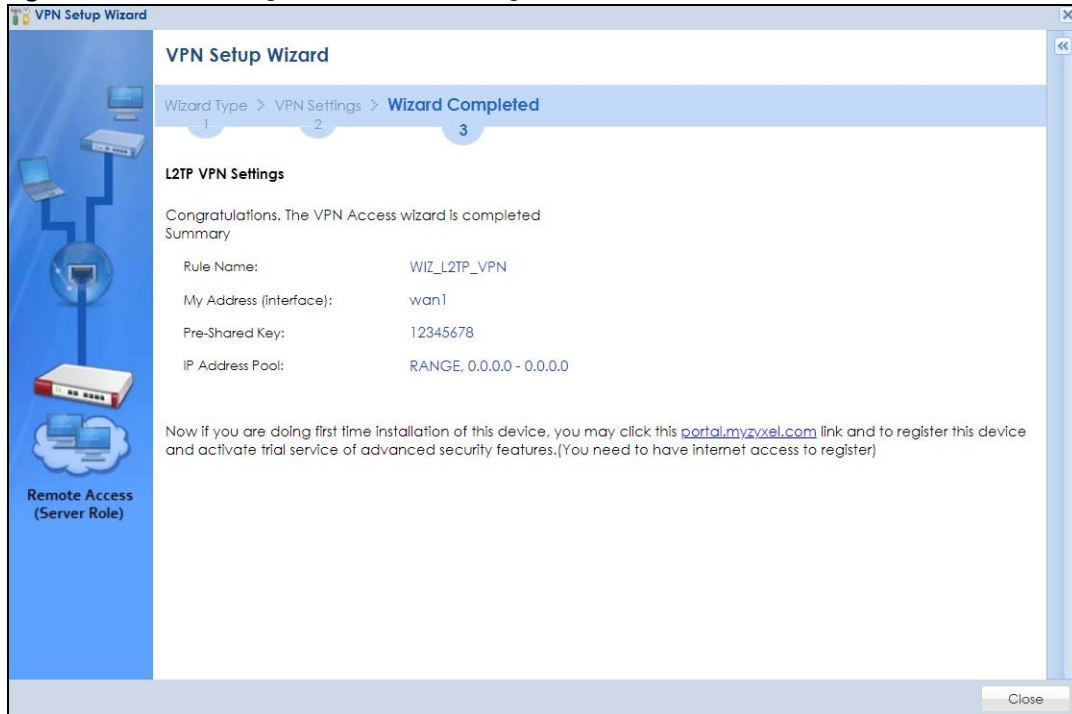 VPN Setup Wizard
VPN Setup Wizard
Wizard Type > VPN Settings > Wizard Completed
1 2 3
L2TP VPN Settings
Congratulations. The VPN Access wizard is completed
Summary
Rule Name: WIZ_L2TP_VPN
My Address (interface): wan1
Pre-Shared Key: 12345678
IP Address Pool: RANGE, 0.0.0.0 - 0.0.0.0
Now if you are doing first time installation of this device, you may click this portal.myzyxel.com link and to register this device
and activate trial service of advanced security features.(You need to have internet access to register)
Remote Access
(Server Role)
Close